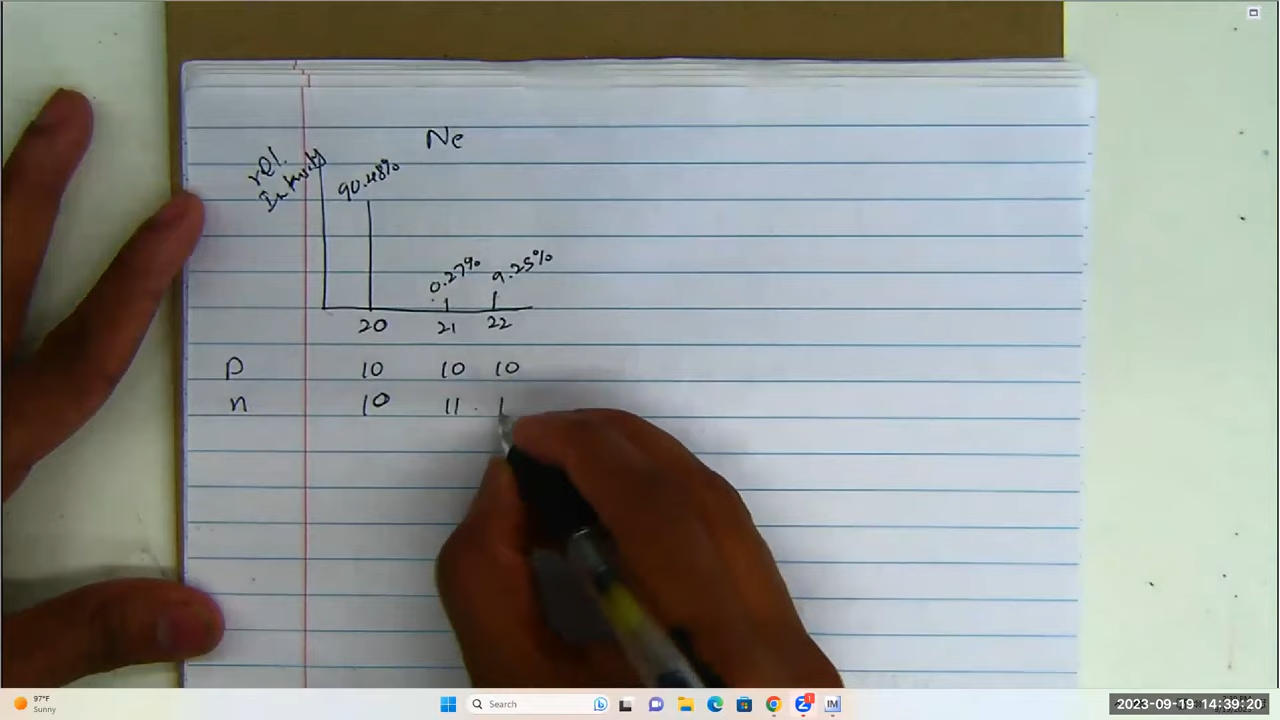 Ne
rel.
Intensity
90.48%
0.27%
9.25%
20 21 22
P 10 10 10
n 10 11 1
97°F
Sunny
Search
2023-09-19 14:39:20